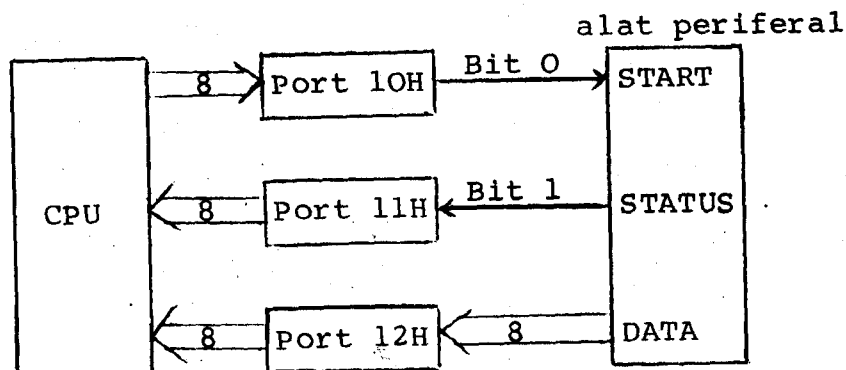 alat periferal
8 Port 10H Bit 0 START
CPU 8 Port 11H Bit 1 STATUS
8 Port 12H 8 DATA